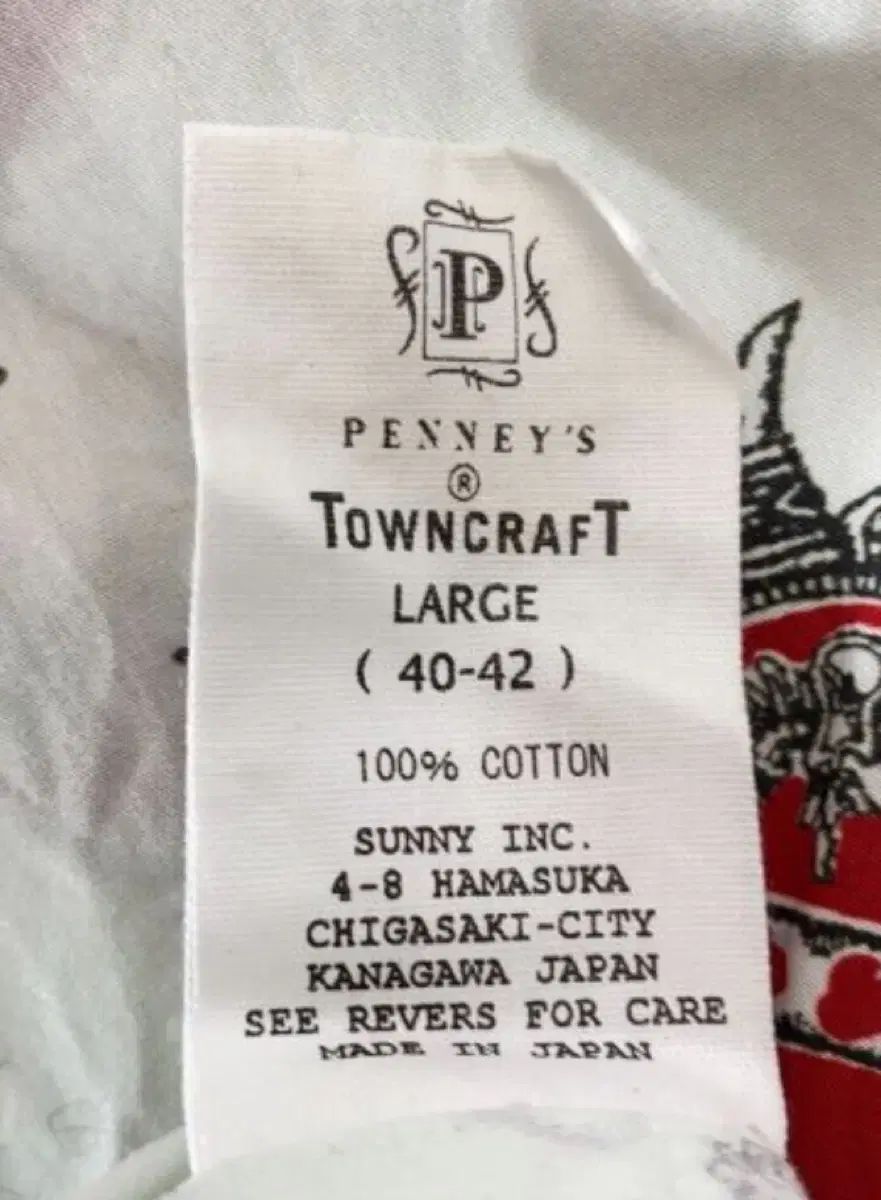 P
PENNEY'S
®
TOWNCRAFT
LARGE
( 40-42 )
100% COTTON
SUNNY INC.
4-8 HAMASUKA
CHIGASAKI-CITY
KANAGAWA JAPAN
SEE REVERS FOR CARE
MADE IN JAPAN